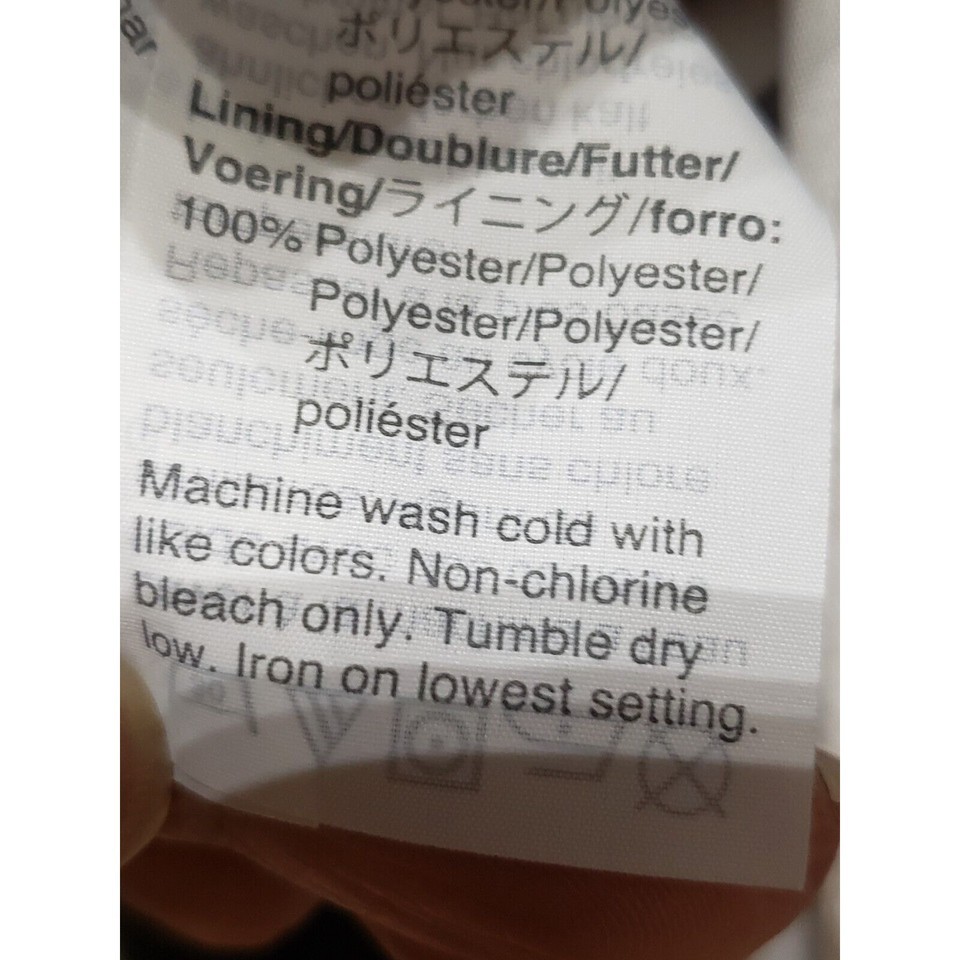 ポリエステル/
poliéster
Lining/Doublure/Futter/
Voering/ライニング/forro:
100% Polyester/Polyester/
Polyester/Polyester/
ポリエステル/
poliéster
Machine wash cold with
like colors. Non-chlorine
bleach only. Tumble dry
low. Iron on lowest setting.